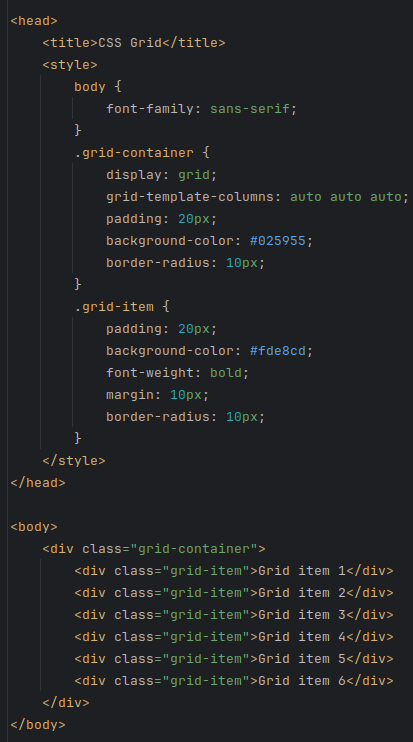 <head>
    <title>CSS Grid</title>
    <style>
        body {
            font-family: sans-serif;
        }
        .grid-container {
            display: grid;
            grid-template-columns: auto auto auto;
            padding: 20px;
            background-color: #025955;
            border-radius: 10px;
        }
        .grid-item {
            padding: 20px;
            background-color: #fde8cd;
            font-weight: bold;
            margin: 10px;
            border-radius: 10px;
        }
    </style>
</head>

<body>
    <div class="grid-container">
        <div class="grid-item">Grid item 1</div>
        <div class="grid-item">Grid item 2</div>
        <div class="grid-item">Grid item 3</div>
        <div class="grid-item">Grid item 4</div>
        <div class="grid-item">Grid item 5</div>
        <div class="grid-item">Grid item 6</div>
    </div>
</body>